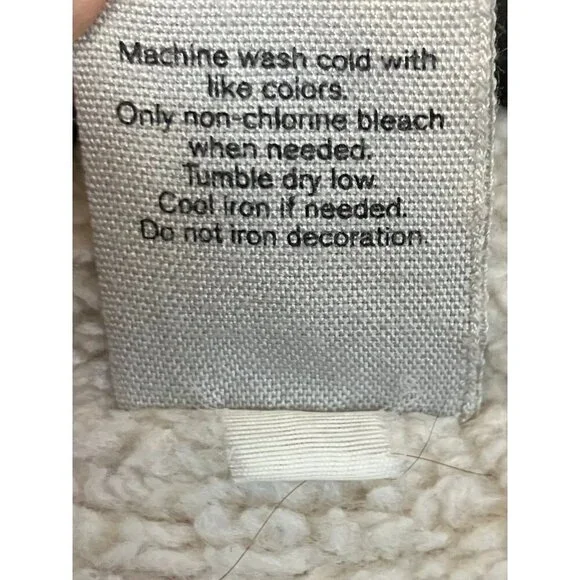 Machine wash cold with
like colors.
Only non-chlorine bleach
when needed.
Tumble dry low.
Cool iron if needed.
Do not iron decoration.